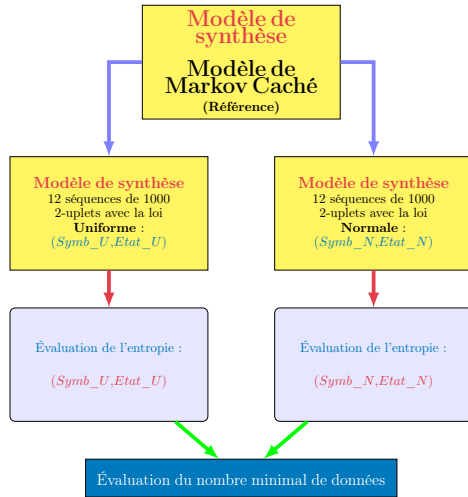 Modèle de
synthèse
Modèle de
Markov Caché
(Référence)
Modèle de synthèse
12 séquences de 1000
2-uplets avec la loi
Uniforme :
(Symb_U,Etat_U)
Modèle de synthèse
12 séquences de 1000
2-uplets avec la loi
Normale :
(Symb_N,Etat_N)
Évaluation de l'entropie :
(Symb_U,Etat_U)
Évaluation de l'entropie :
(Symb_N,Etat_N)
Évaluation du nombre minimal de données